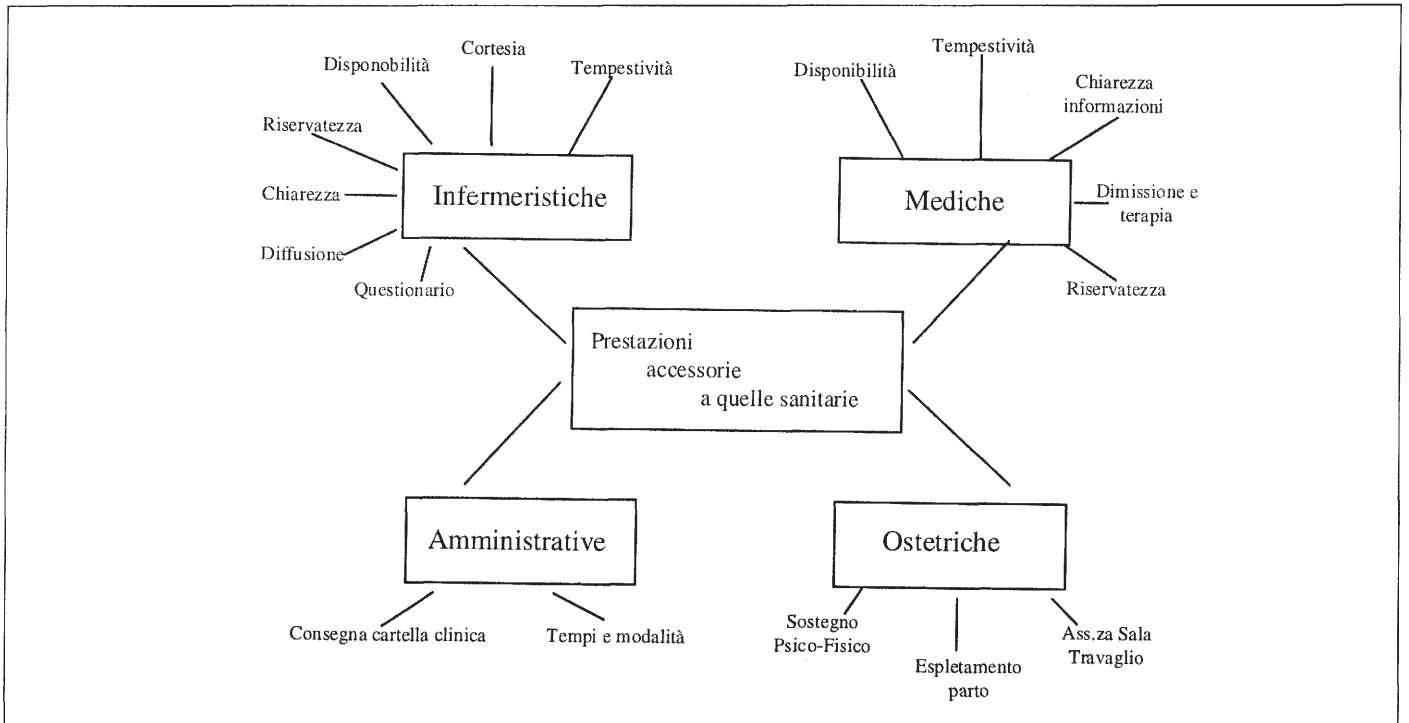 Cortesia
Disponobilità
Tempestività
Riservatezza
Chiarezza
Infermeristiche
Diffusione
Questionario
Tempestività
Disponibilità
Chiarezza
informazioni
Mediche
Dimissione e
terapia
Riservatezza
Prestazioni
accessorie
a quelle sanitarie
Amministrative
Consegna cartella clinica
Tempi e modalità
Ostetriche
Sostegno
Psico-Fisico
Espletamento
parto
Ass.za Sala
Travaglio